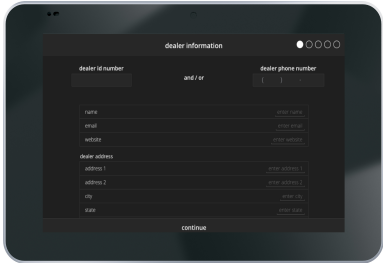 dealer information
dealer id number
and / or
dealer phone number
name enter name
email enter email
website enter website
dealer address
address 1 enter address 1
address 2 enter address 2
city enter city
state enter state
continue